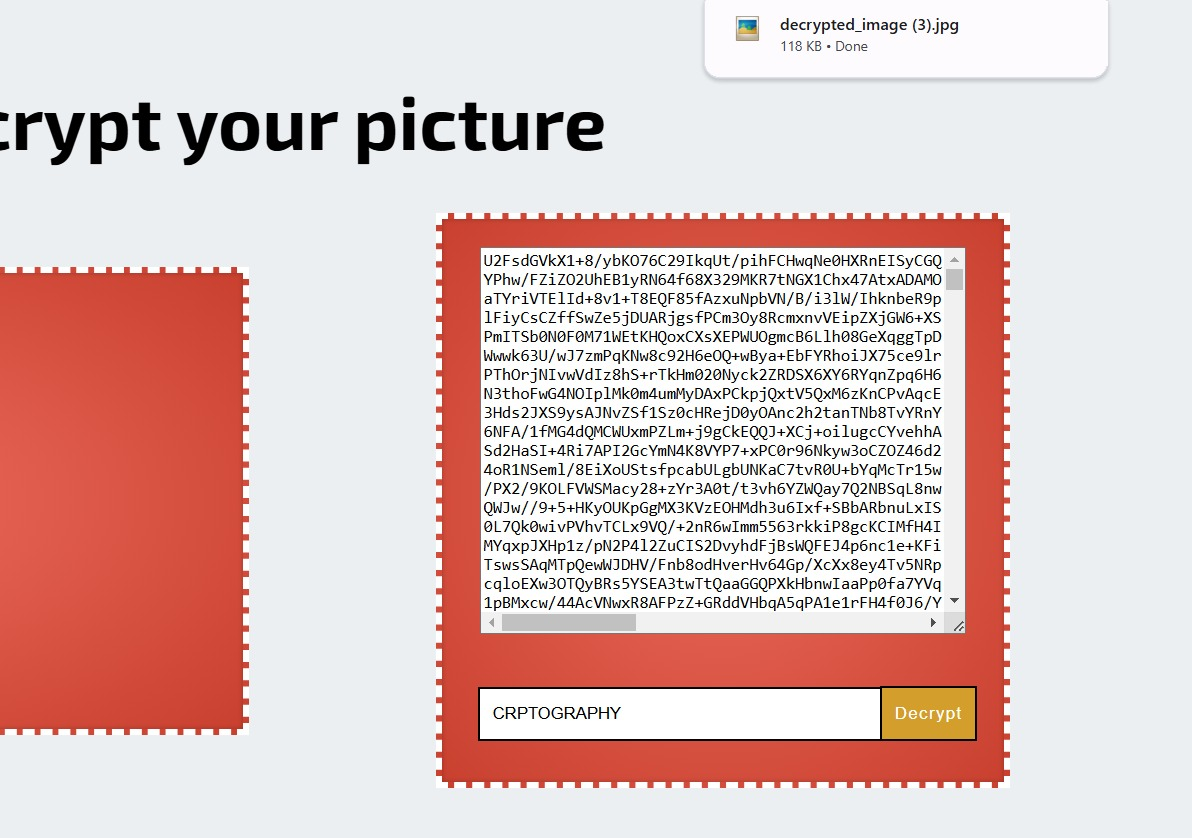 decrypted_image (3).jpg
118 KB • Done
crypt your picture
U2FsdGVkX1+8/ybKO76C29IkqUt/pihFCHwqNe0HXRnEISyCGQ
YPhw/FZiZO2UhEB1yRN64f68X329MKR7tNGX1Chx47AtxADAMO
aTYriVTElId+8v1+T8EQF85fAzxuNpbVN/B/i3lW/IhknbeR9p
lFiyCsCZffSwZe5jDUARjgsfPCm3Oy8RcmxnvVEipZXjGW6+XS
PmITSb0N0F0M71WEtKHQoxCXsXEPWUOgmcB6Llh08GeXqggTpD
Wwwk63U/wJ7zmPqKNw8c92H6eOQ+wBya+EbFYRhoiJX75ce9lr
PThOrjNIvwVdIz8hS+rTkHm020Nyck2ZRDSX6XY6RYqnZpq6H6
N3thoFwG4NOIplMk0m4umMyDAxPCkpjQxtV5QxM6zKnCPvAqcE
3Hds2JXS9ysAJNvZSf1Sz0cHRejD0yOAnc2h2tanTNb8TvYRnY
6NFA/1fMG4dQMCWUxmPZLm+j9gCkEQQJ+XCj+oilugcCYvehhA
Sd2HaSI+4Ri7API2GcYmN4K8VYP7+xPC0r96Nkyw3oCZOZ46d2
4oR1NSeml/8EiXoUStsfpcabULgbUNKaC7tvR0U+bYqMcTr15w
/PX2/9KOLFVWSMacy28+zYr3A0t/t3vh6YZWQay7Q2NBSqL8nw
QWJw//9+5+HKyOUKpGgMX3KVzEOHMdh3u6Ixf+SBbARbnuLxIS
0L7Qk0wivPVhvTCLx9VQ/+2nR6wImm5563rkkiP8gcKCIMfH4I
MYqxpJXHp1z/pN2P4l2ZuCIS2DvyhdFjBsWQFEJ4p6nc1e+KFi
TswsSAqMTpQewWJDHV/Fnb8odHverHv64Gp/XcXx8ey4Tv5NRp
cqloEXw3OTQyBRs5YSEA3twTtQaaGGQPXkHbnwIaaPp0fa7YVq
1pBMxcw/44AcVNwxR8AFPzZ+GRddVHbqA5qPA1e1rFH4f0J6/Y
CRPTOGRAPHY
Decrypt